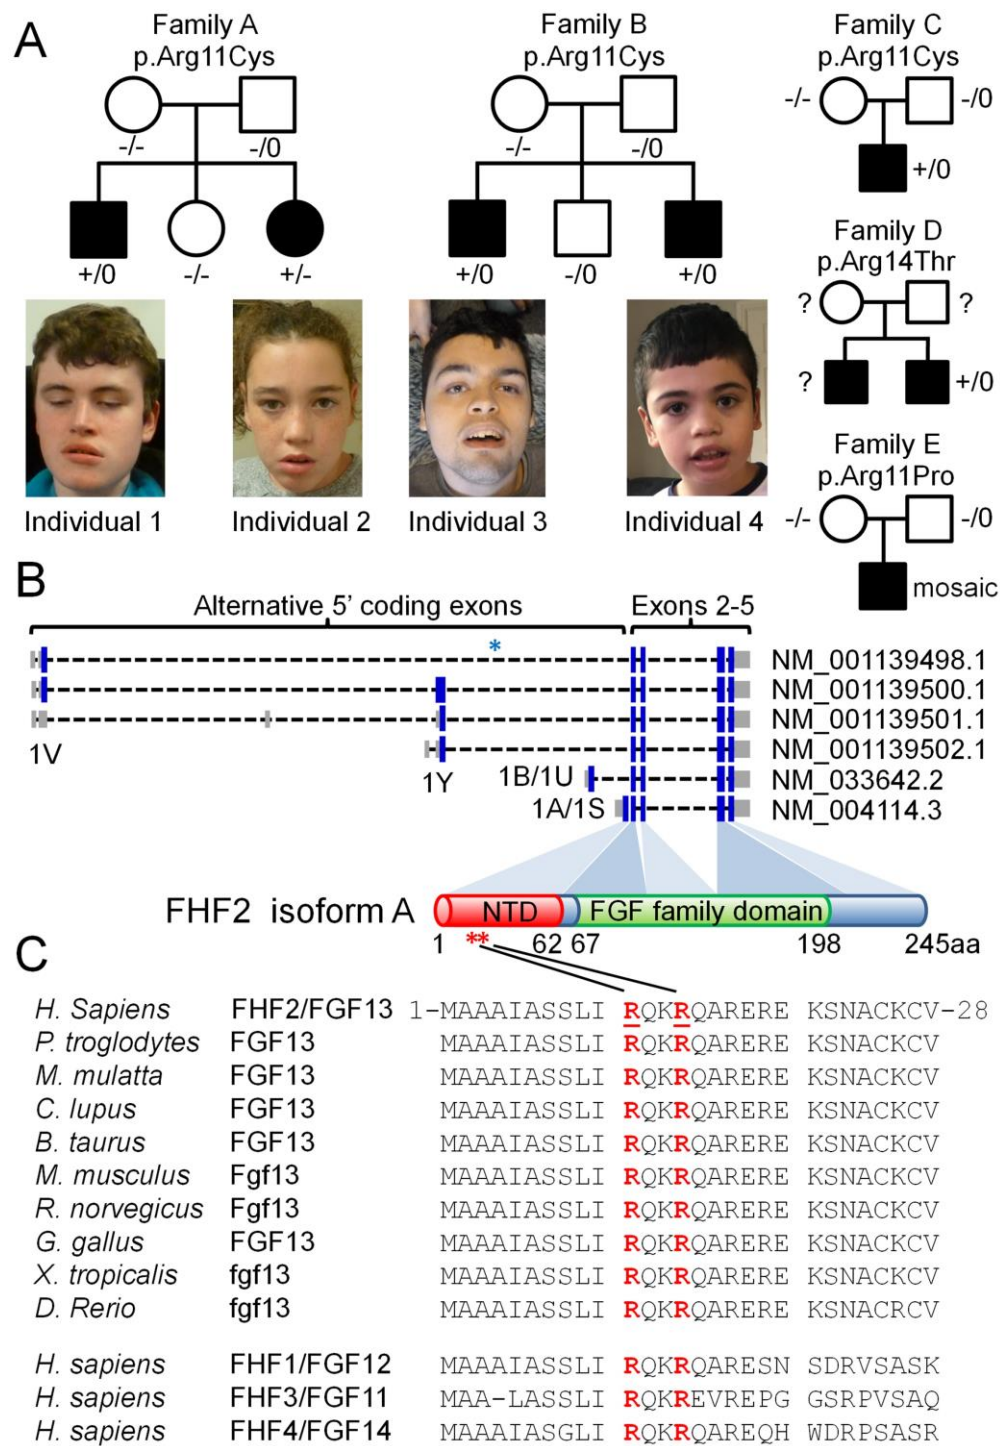 A
Family A
p.Arg11Cys
-/-
-/0
+/0
-/-
+/-
Individual 1
Individual 2
Family B
p.Arg11Cys
-/-
-/0
+/0
-/0
+/0
Individual 3
Individual 4
Family C
p.Arg11Cys
-/-
-/0
+/0
Family D
p.Arg14Thr
?
?
?
+/0
Family E
p.Arg11Pro
-/-
-/0
mosaic
B
Alternative 5' coding exons
Exons 2-5
*
NM_001139498.1
NM_001139500.1
NM_001139501.1
1V
NM_001139502.1
1Y
1B/1U
NM_033642.2
1A/1S
NM_004114.3
FHF2 isoform A
NTD
FGF family domain
1
**
62
67
198
245aa
C
H. Sapiens FHF2/FGF13 1-MAAAIASSLI RQKRQARERE KSNACKCV-28
P. troglodytes FGF13 MAAAIASSLI RQKRQARERE KSNACKCV
M. mulatta FGF13 MAAAIASSLI RQKRQARERE KSNACKCV
C. lupus FGF13 MAAAIASSLI RQKRQARERE KSNACKCV
B. taurus FGF13 MAAAIASSLI RQKRQARERE KSNACKCV
M. musculus Fgf13 MAAAIASSLI RQKRQARERE KSNACKCV
R. norvegicus Fgf13 MAAAIASSLI RQKRQARERE KSNACKCV
G. gallus FGF13 MAAAIASSLI RQKRQARERE KSNACKCV
X. tropicalis fgf13 MAAAIASSLI RQKRQARERE KSNACKCV
D. Rerio fgf13 MAAAIASSLI RQKRQARERE KSNACRCV
H. sapiens FHF1/FGF12 MAAAIASSLI RQKRQARESN SDRVSASK
H. sapiens FHF3/FGF11 MAA-LASSLI RQKREVREPG GSRPVSAQ
H. sapiens FHF4/FGF14 MAAAIASGLI RQKRQAREQH WDRPSASR